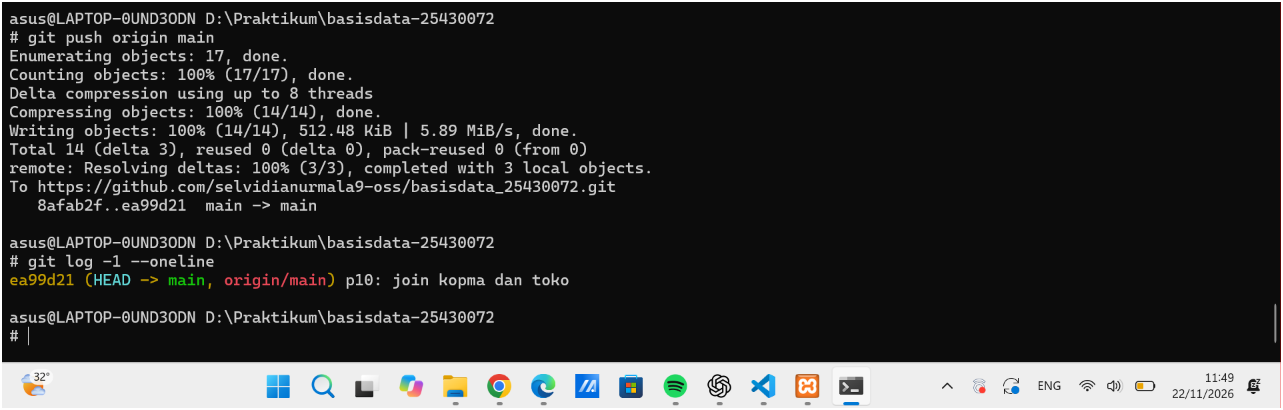 asus@LAPTOP-0UND3ODN D:\Praktikum\basisdata-25430072
# git push origin main
Enumerating objects: 17, done.
Counting objects: 100% (17/17), done.
Delta compression using up to 8 threads
Compressing objects: 100% (14/14), done.
Writing objects: 100% (14/14), 512.48 KiB | 5.89 MiB/s, done.
Total 14 (delta 3), reused 0 (delta 0), pack-reused 0 (from 0)
remote: Resolving deltas: 100% (3/3), completed with 3 local objects.
To https://github.com/selvidianurmala9-oss/basisdata_25430072.git
   8afab2f..ea99d21  main -> main
asus@LAPTOP-0UND3ODN D:\Praktikum\basisdata-25430072
# git log -1 --oneline
ea99d21 (HEAD -> main, origin/main) p10: join kopma dan toko
asus@LAPTOP-0UND3ODN D:\Praktikum\basisdata-25430072
#
32°
ENG
11:49
22/11/2026